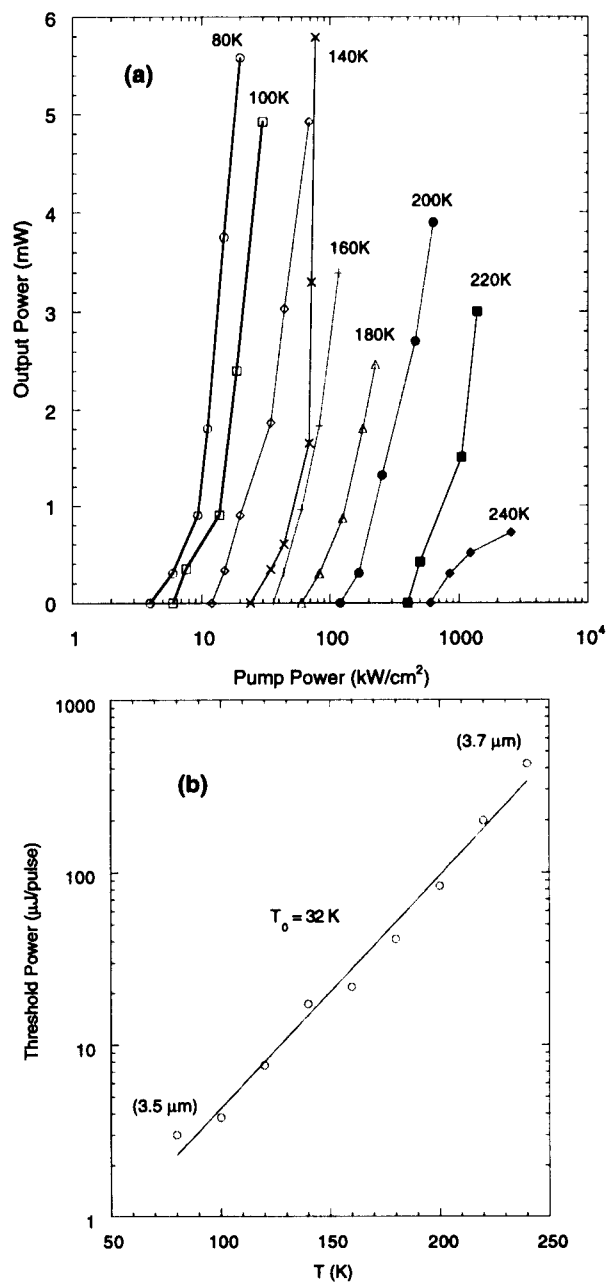 (a)
80K
100K
140K
160K
180K
200K
220K
240K
6
5
4
3
2
1
0
Output Power (mW)
1
10
100
1000
10⁴
Pump Power (kW/cm²)
(b)
(3.7 μm)
(3.5 μm)
T₀ = 32 K
1000
100
10
1
Threshold Power (μJ/pulse)
50
100
150
200
250
T (K)